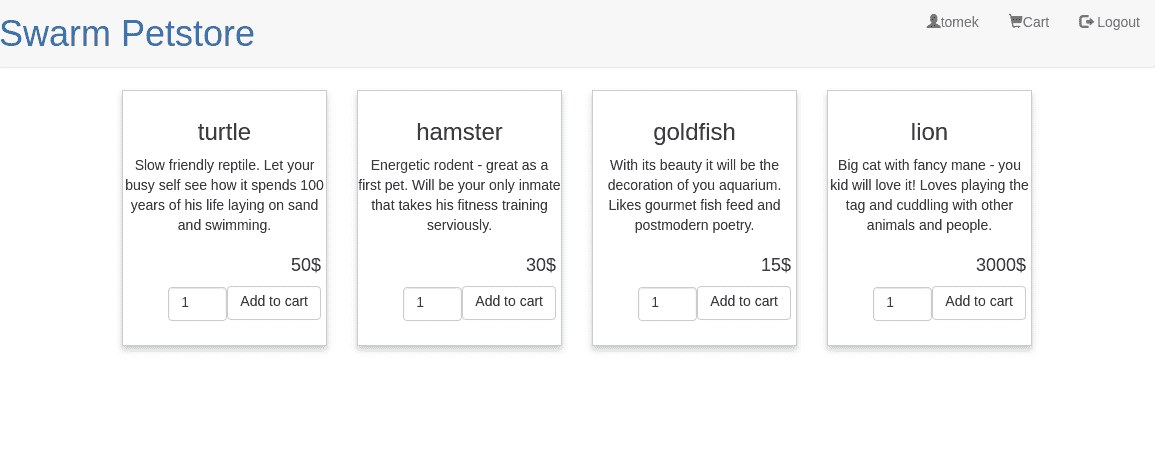 Swarm Petstore
tomek Cart Logout
turtle
Slow friendly reptile. Let your
busy self see how it spends 100
years of his life laying on sand
and swimming.
50$
1 Add to cart
hamster
Energetic rodent - great as a
first pet. Will be your only inmate
that takes his fitness training
serviously.
30$
1 Add to cart
goldfish
With its beauty it will be the
decoration of you aquarium.
Likes gourmet fish feed and
postmodern poetry.
15$
1 Add to cart
lion
Big cat with fancy mane - you
kid will love it! Loves playing the
tag and cuddling with other
animals and people.
3000$
1 Add to cart